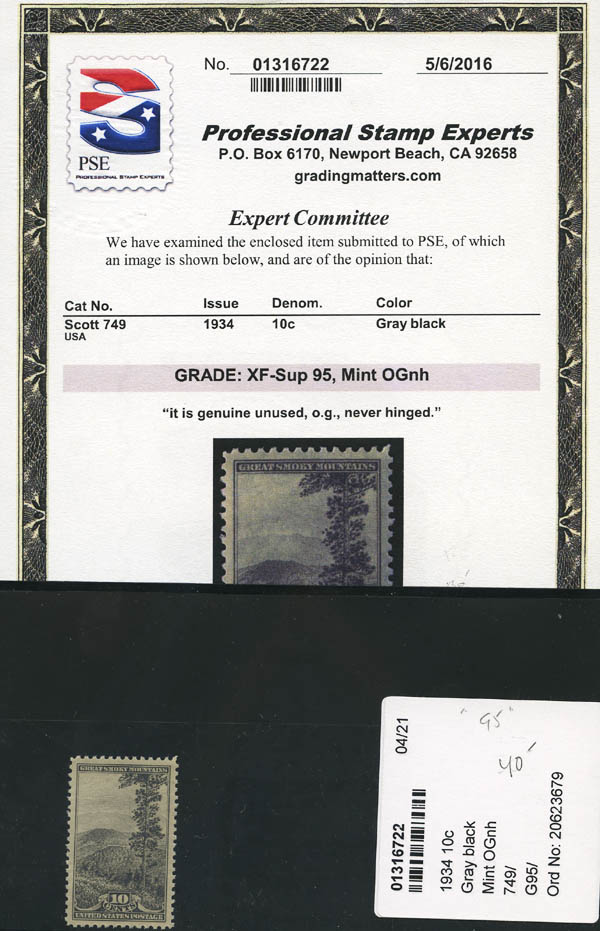 No. 01316722 5/6/2016
PSE
PROFESSIONAL STAMP EXPERTS
Professional Stamp Experts
P.O. Box 6170, Newport Beach, CA 92658
gradingmatters.com
Expert Committee
We have examined the enclosed item submitted to PSE, of which
an image is shown below, and are of the opinion that:
Cat No. Issue Denom. Color
Scott 749 1934 10c Gray black
USA
GRADE: XF-Sup 95, Mint OGnh
“it is genuine unused, o.g., never hinged.”
GREAT SMOKY MOUNTAINS
GREAT SMOKY MOUNTAINS
10
CENTS
UNITED STATES POSTAGE
01316722 04/21
1934 10c
Gray black
Mint OGnh
749/
G95/
Ord No: 20623679
"95"
40'